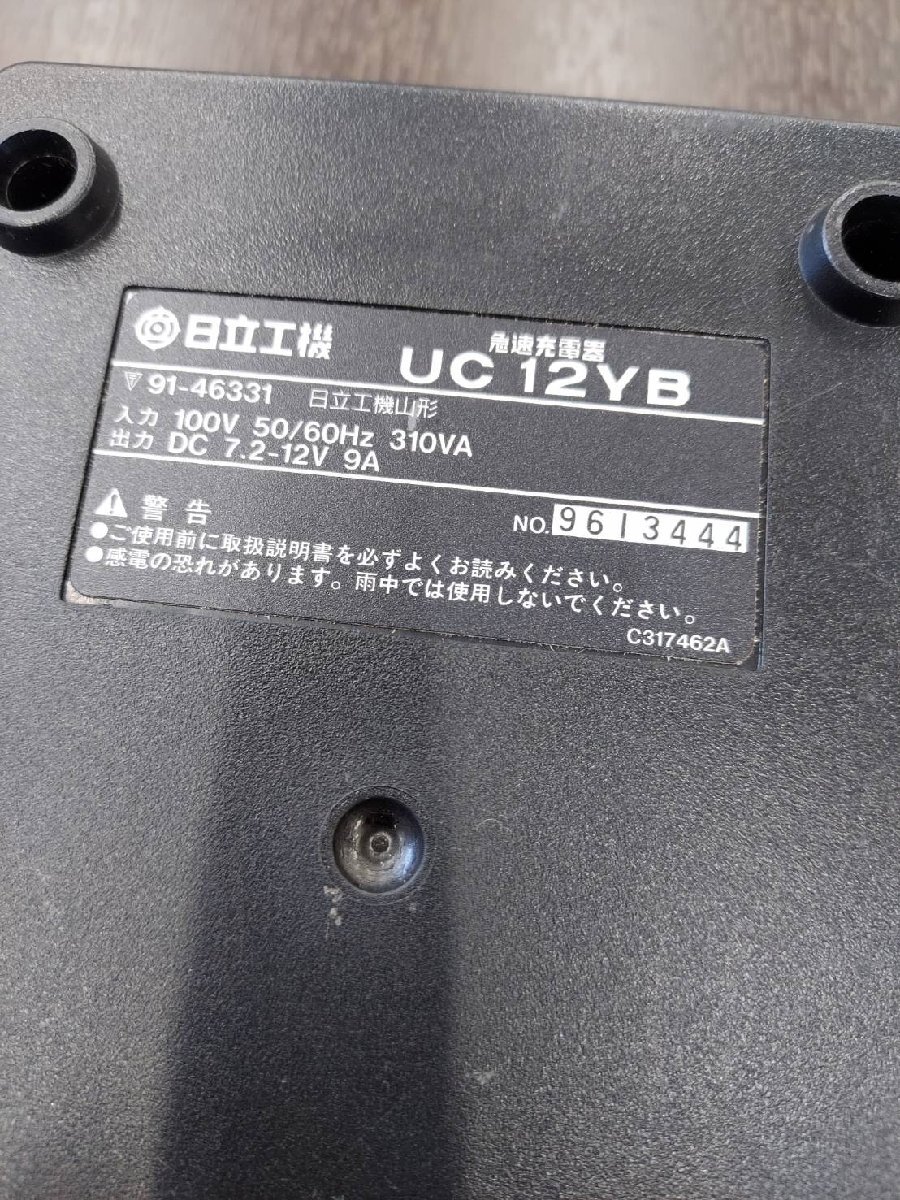 日立工機 急速充電器
UC 12YB
91-46331 日立工機山形
入力 100V 50/60Hz 310VA
出力 DC 7.2-12V 9A
警告 NO. 9613444
●ご使用前に取扱説明書を必ずよくお読みください。
●感電の恐れがあります。雨中では使用しないでください。
C317462A